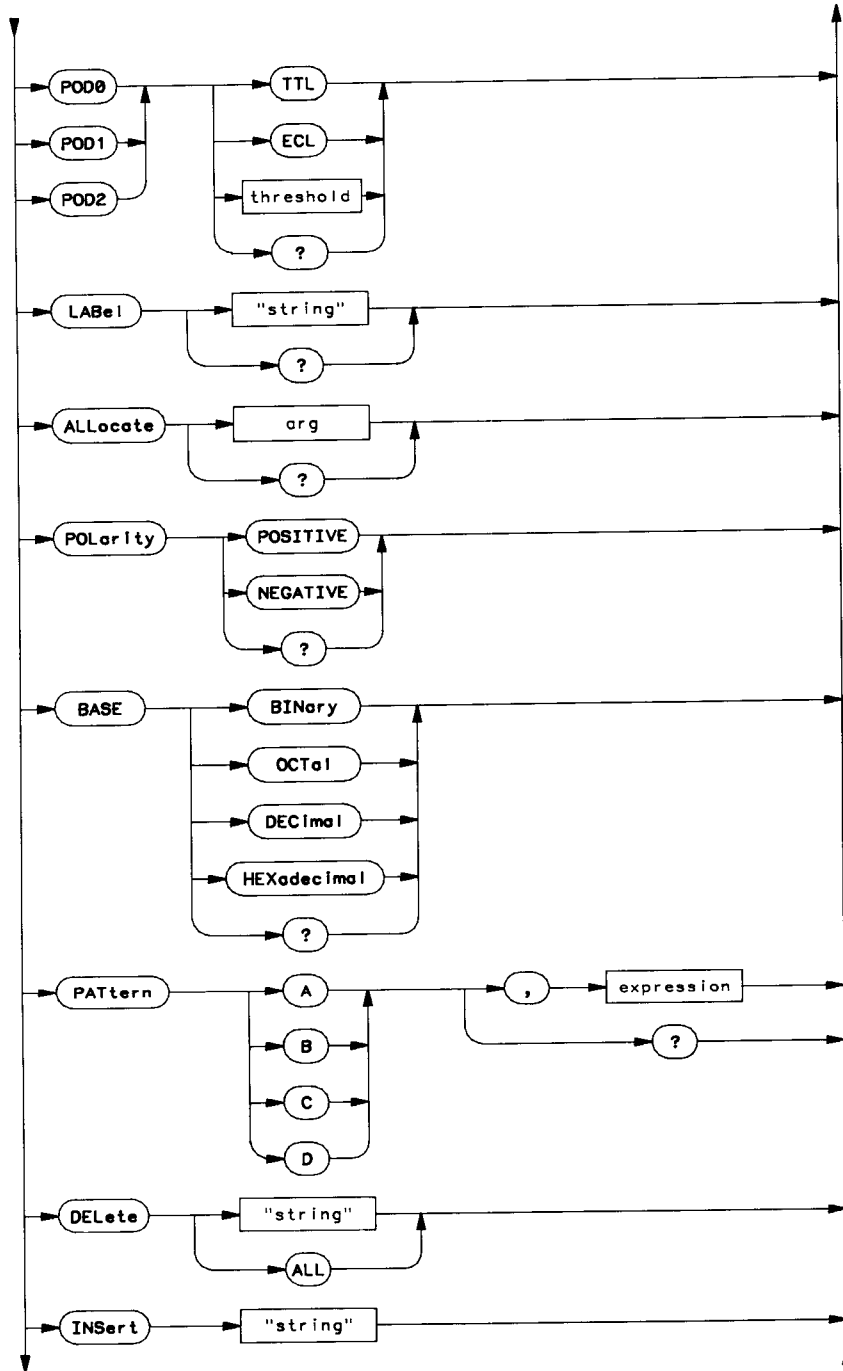 POD0 TTL
POD1 ECL
POD2 threshold
?
LABel "string"
?
ALLocate arg
?
POLarity POSITIVE
NEGATIVE
?
BASE BINary
OCTal
DECimal
HEXadecimal
?
PATtern A , expression
B ?
C
D
DELete "string"
ALL
INSert "string"